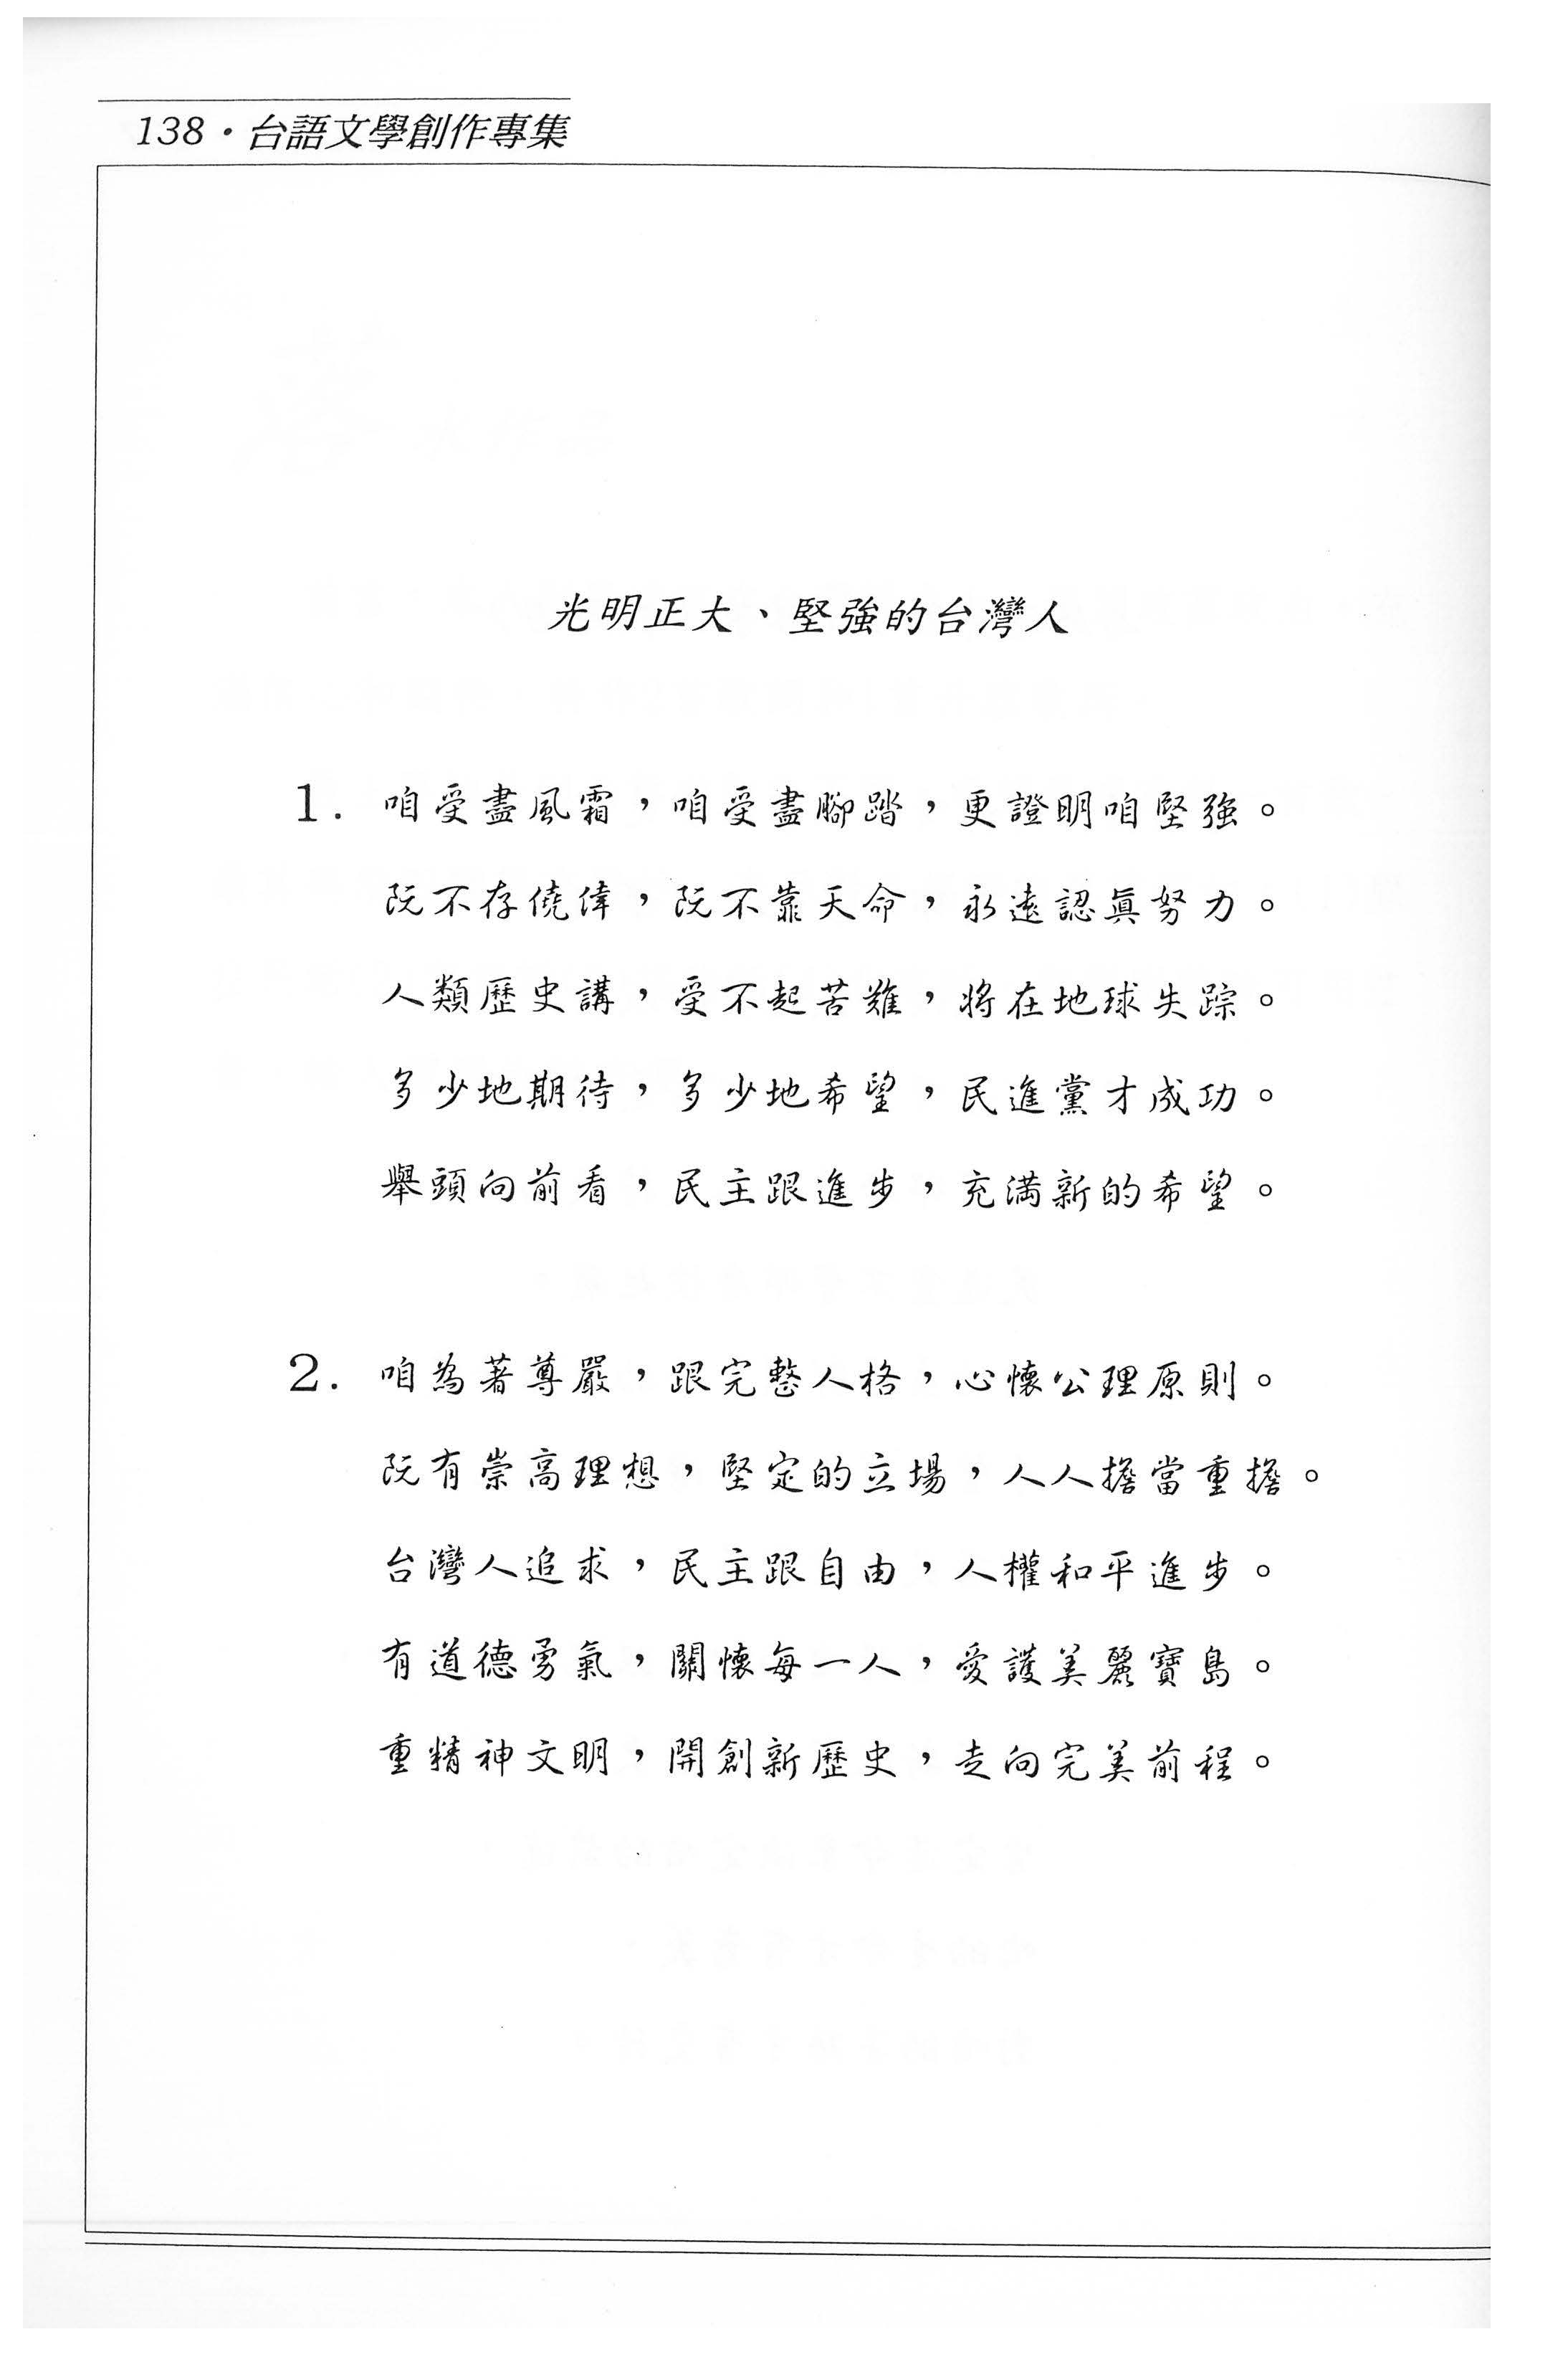 138・台語文學創作專集
光明正大、堅強的台灣人
1. 咱受盡風霜，咱受盡腳踏，更證明咱堅強。
阮不存僥倖，阮不靠天命，永遠認眞努力。
人類歷史講，受不起苦難，將在地球失踪。
多少地期待，多少地希望，民進黨才成功。
舉頭向前看，民主跟進步，充滿新的希望。
2. 咱為著尊嚴，跟完整人格，心懷公理原則。
阮有崇高理想，堅定的立場，人人擔當重擔。
台灣人追求，民主跟自由，人權和平進步。
有道德勇氣，關懷每一人，愛護美麗寶島。
重精神文明，開創新歷史，走向完美前程。